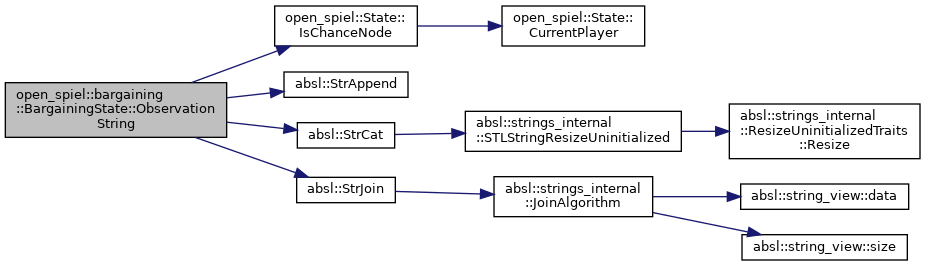 open_spiel::bargaining
::BargainingState::Observation
String
open_spiel::State::
IsChanceNode
open_spiel::State::
CurrentPlayer
absl::StrAppend
absl::StrCat
absl::strings_internal
::STLStringResizeUninitialized
absl::strings_internal
::ResizeUninitializedTraits
::Resize
absl::StrJoin
absl::strings_internal
::JoinAlgorithm
absl::string_view::data
absl::string_view::size